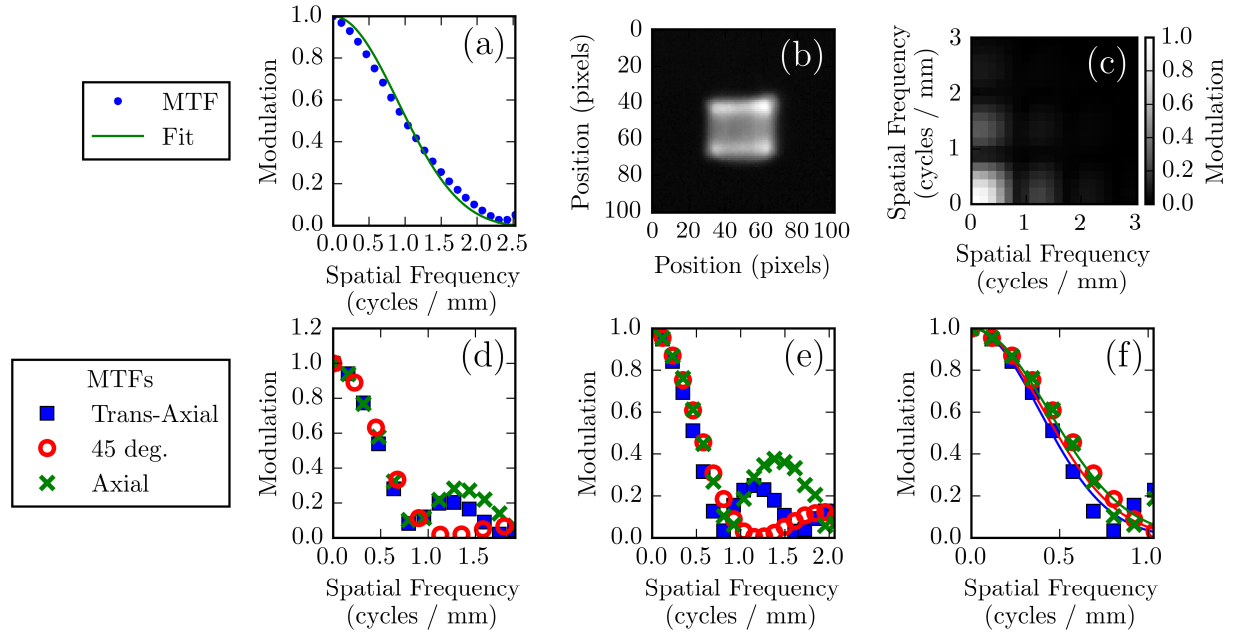 MTF
Fit
Modulation
1.0
0.8
0.6
0.4
0.2
0.0
(a)
0.0 0.5 1.0 1.5 2.0 2.5
Spatial Frequency
(cycles / mm)
Position (pixels)
0
20
40
60
80
100
(b)
0 20 40 60 80 100
Position (pixels)
Spatial Frequency
(cycles / mm)
3
2
1
0
(c)
0 1 2 3
Spatial Frequency
(cycles / mm)
1.0
0.8
0.6
0.4
0.2
0.0
Modulation
MTFs
Trans-Axial
45 deg.
Axial
Modulation
1.2
1.0
0.8
0.6
0.4
0.2
0.0
(d)
0.0 0.5 1.0 1.5
Spatial Frequency
(cycles / mm)
Modulation
1.0
0.8
0.6
0.4
0.2
0.0
(e)
0.0 0.5 1.0 1.5 2.0
Spatial Frequency
(cycles / mm)
Modulation
1.0
0.8
0.6
0.4
0.2
0.0
(f)
0.0 0.5 1.0
Spatial Frequency
(cycles / mm)